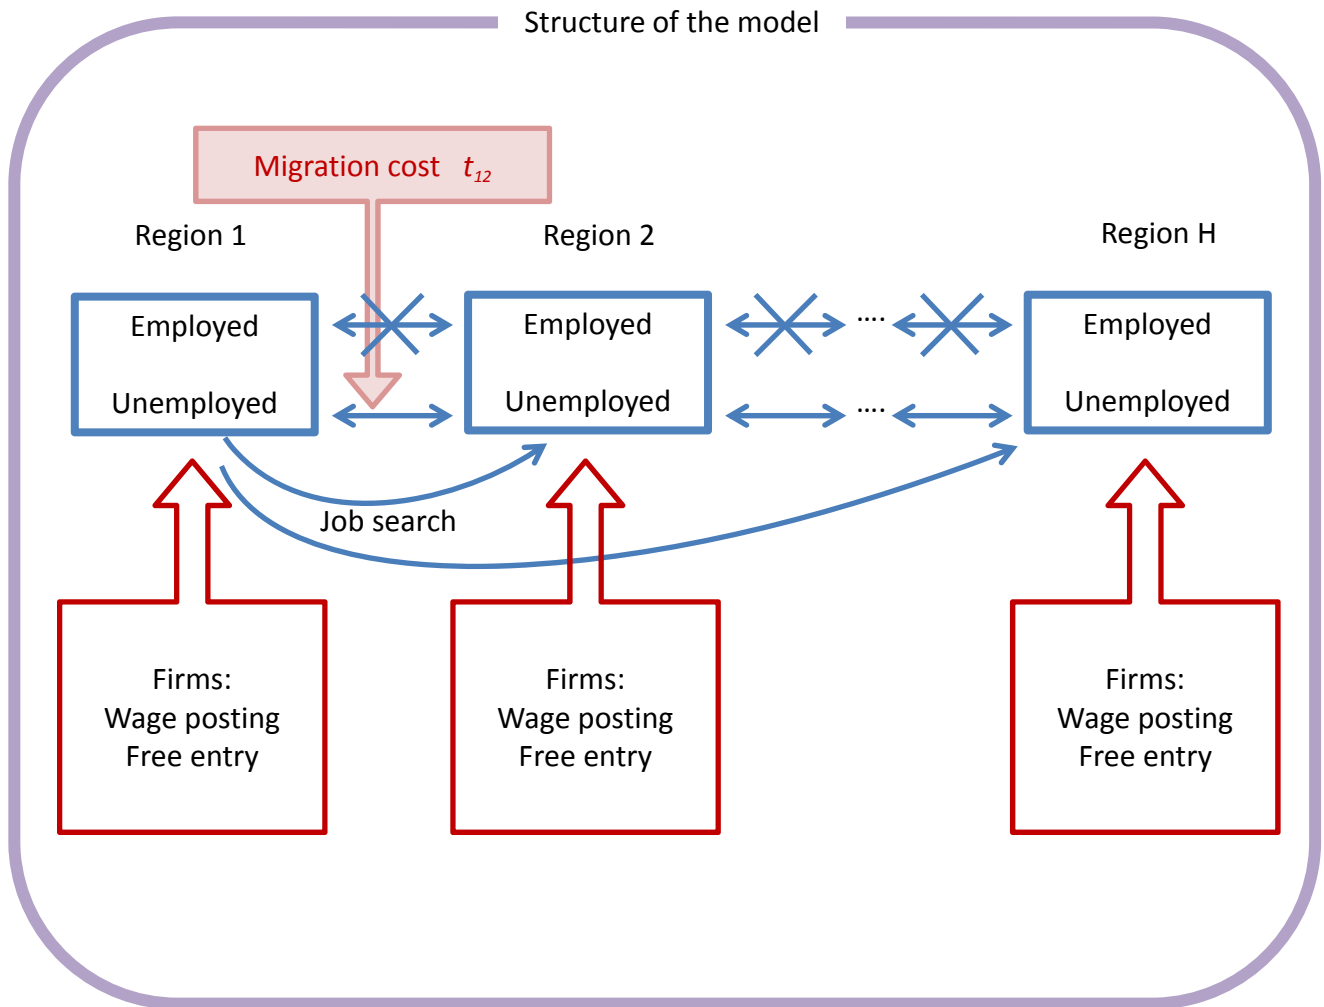 Structure of the model
Migration cost t12
Region 1
Region 2
Region H
Employed
Employed
....
Employed
Unemployed
Unemployed
....
Unemployed
Job search
Firms:
Wage posting
Free entry
Firms:
Wage posting
Free entry
Firms:
Wage posting
Free entry